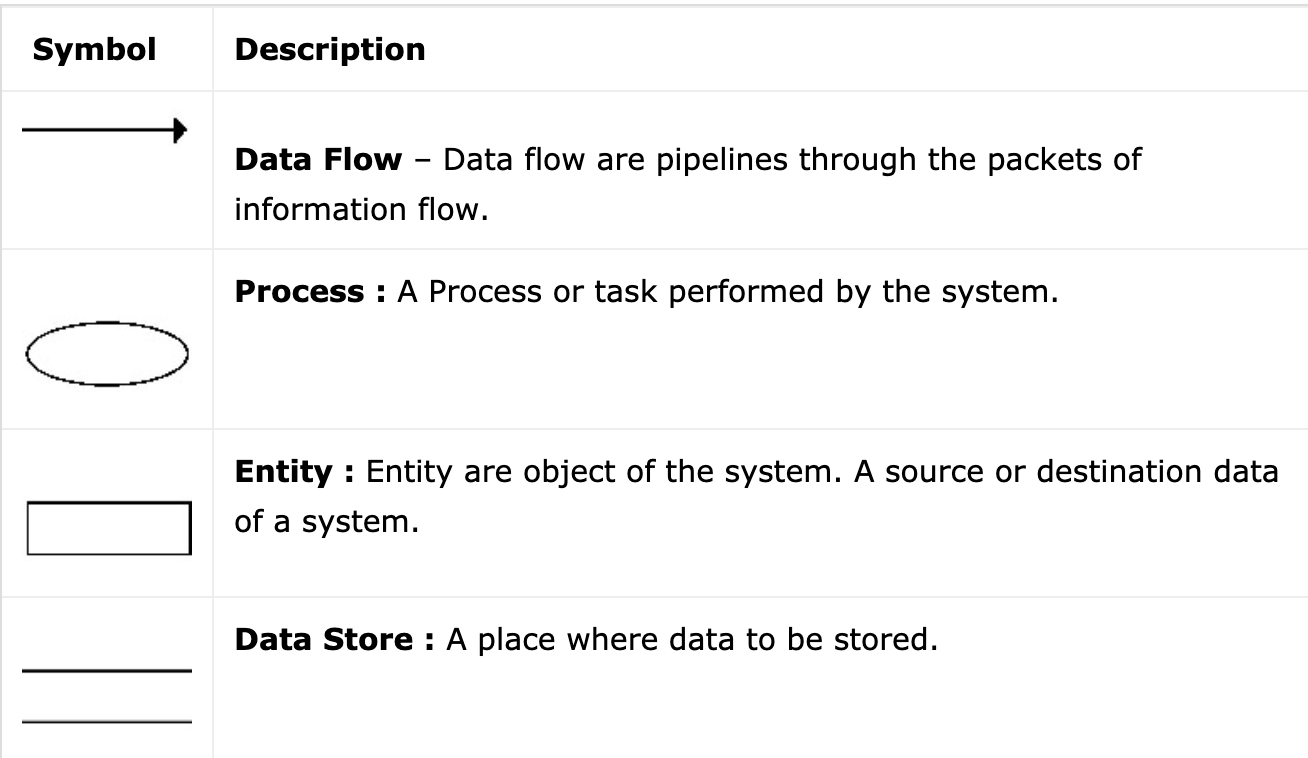 Symbol Description
Data Flow – Data flow are pipelines through the packets of
information flow.
Process : A Process or task performed by the system.
Entity : Entity are object of the system. A source or destination data
of a system.
Data Store : A place where data to be stored.